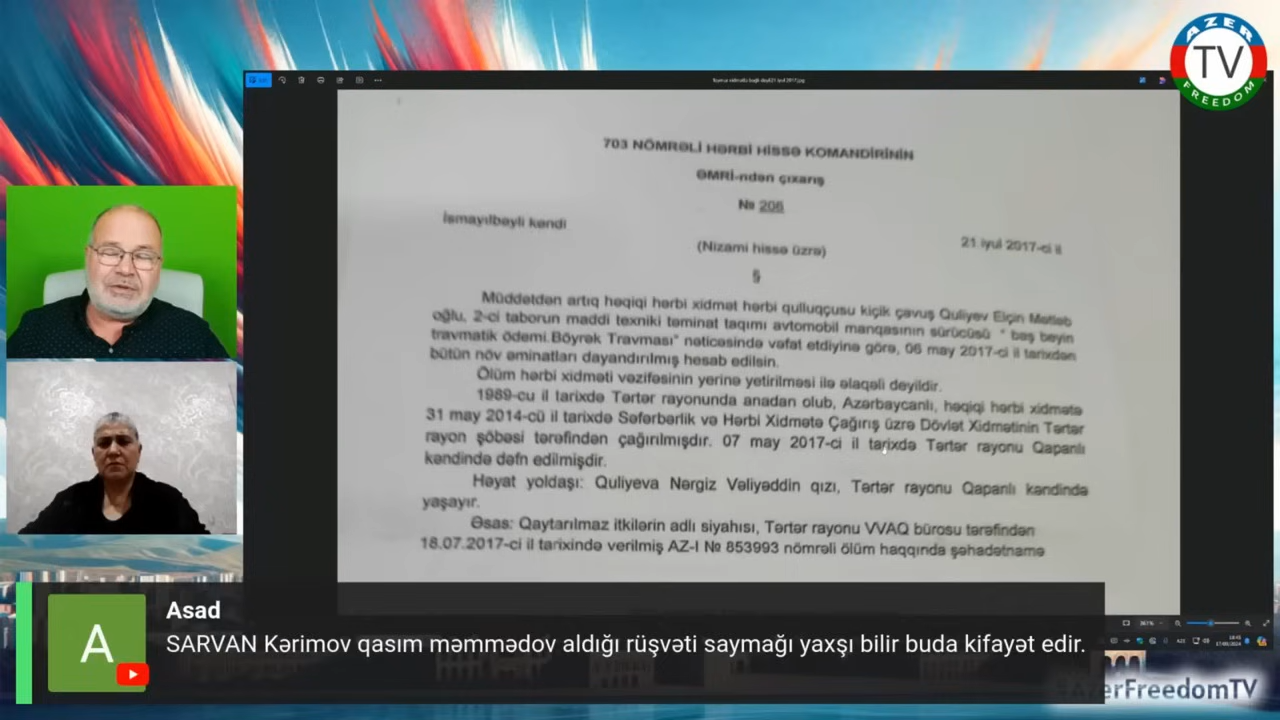 AZER
TV
FREEDOM
703 NÖMRƏLİ HƏRBİ HİSSƏ KOMANDİRİNİN
ƏMRİ-ndən çıxarış
№ 206
İsmayılbəyli kəndi
21 iyul 2017-ci il
(Nizami hissə üzrə)
§
Müddətdən artıq həqiqi hərbi xidmət hərbi qulluqçusu kiçik çavuş Quliyev Elçin Mətləb
oğlu, 2-ci taborun maddi texniki təminat taqımı avtomobil manqasının sürücüsü " baş beyin
travmatik ödemi.Böyrək Travması" nəticəsində vəfat etdiyinə görə, 06 may 2017-ci il tarixdən
bütün növ əminatları dayandırılmış hesab edilsin.
Ölüm hərbi xidməti vəzifəsinin yerinə yetirilməsi ilə əlaqəli deyildir.
1989-cu il tarixdə Tərtər rayonunda anadan olub, Azərbaycanlı, həqiqi hərbi xidmətə
31 may 2014-cü il tarixdə Səfərbərlik və Hərbi Xidmətə Çağırış üzrə Dövlət Xidmətinin Tərtər
rayon şöbəsi tərəfindən çağırılmışdır. 07 may 2017-ci il tarixdə Tərtər rayonu Qapanlı
kəndində dəfn edilmişdir.
Həyat yoldaşı: Quliyeva Nərgiz Vəliyəddin qızı, Tərtər rayonu Qapanlı kəndində
yaşayır.
Əsas: Qaytarılmaz itkilərin adlı siyahısı, Tərtər rayonu VVAQ bürosu tərəfindən
18.07.2017-ci il tarixində verilmiş AZ-I № 853993 nömrəli ölüm haqqında şəhadətnamə
A
Asad
SARVAN Kərimov qasım məmmədov aldığı rüşvəti saymağı yaxşı bilir buda kifayət edir.
#AzerFreedomTV